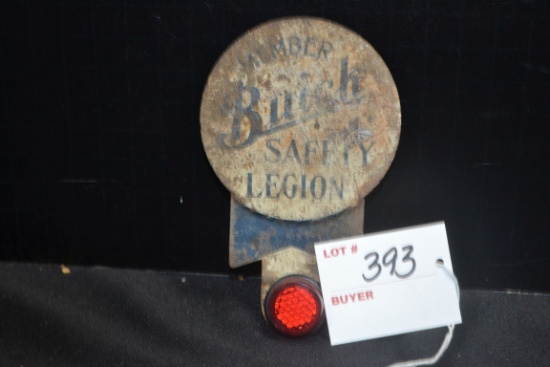 MEMBER
Buick
SAFETY
LEGION
LOT # 393
BUYER